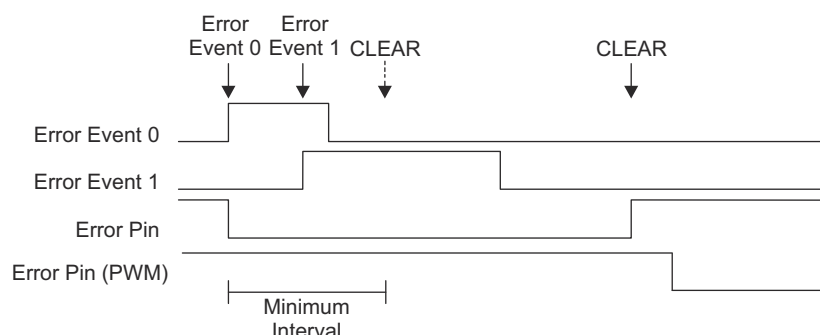 Error Event 0
Error Event 1
CLEAR
CLEAR
Error Event 0
Error Event 1
Error Pin
Error Pin (PWM)
Minimum
Interval